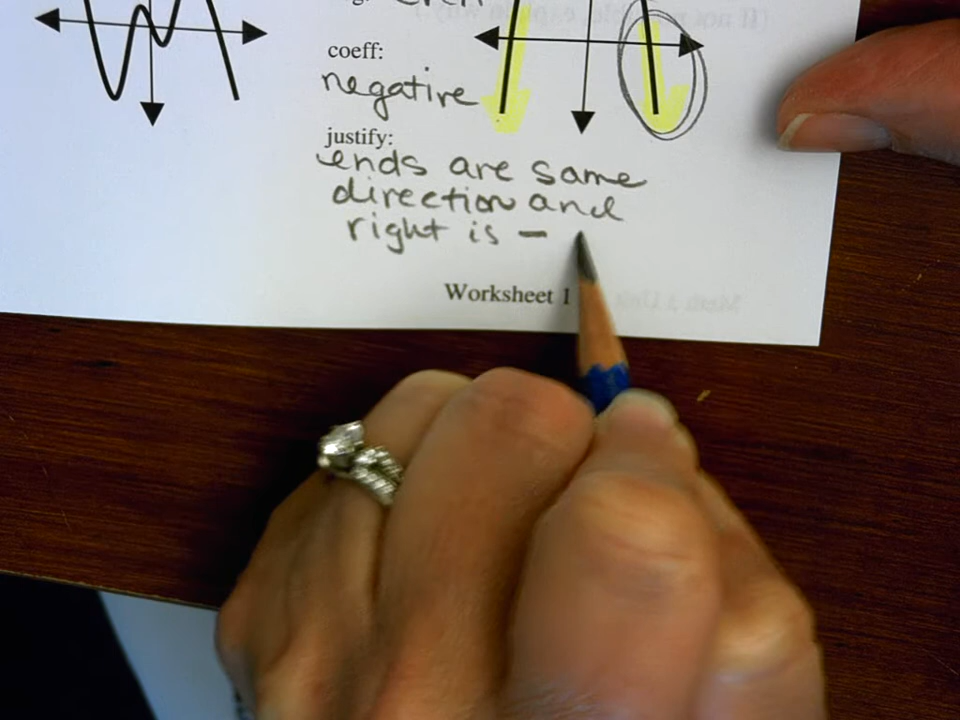 coeff:
negative
justify:
ends are same
direction and
right is −
Worksheet 1